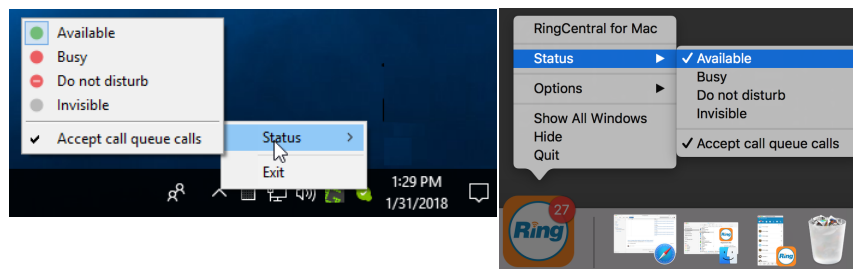 Available
Busy
Do not disturb
Invisible
Accept call queue calls
Status
Exit
1:29 PM
1/31/2018
RingCentral for Mac
Status
Options
Show All Windows
Hide
Quit
Available
Busy
Do not disturb
Invisible
Accept call queue calls
27
Ring
Ring
Ring